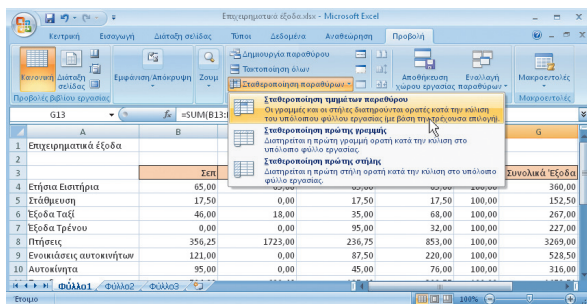 Επιχειρηματικά έξοδα.xlsx - Microsoft Excel
Κεντρική Εισαγωγή Διάταξη σελίδας Τύποι Δεδομένα Αναθεώρηση Προβολή
Κανονική Διάταξη σελίδας Εμφάνιση/Απόκρυψη Ζουμ
Δημιουργία παραθύρου
Τακτοποίηση όλων
Σταθεροποίηση παραθύρων
Αποθήκευση χώρου εργασίας Εναλλαγή παραθύρων Μακροεντολές
Προβολές βιβλίου εργασίας Μακροεντολές
Σταθεροποίηση τμημάτων παραθύρου
Οι γραμμές και οι στήλες διατηρούνται ορατές κατά την κύλιση
του υπόλοιπου φύλλου εργασίας (με βάση την τρέχουσα επιλογή).
Σταθεροποίηση πρώτης γραμμής
Διατηρείται η πρώτη γραμμή ορατή κατά την κύλιση στο
υπόλοιπο φύλλο εργασίας.
Σταθεροποίηση πρώτης στήλης
Διατηρείται η πρώτη στήλη ορατή κατά την κύλιση στο υπόλοιπο
φύλλο εργασίας.
G13 fx =SUM(B13:
A B G
1 Επιχειρηματικά έξοδα
2
3 Σεπ Συνολικά Έξοδα
4 Ετήσια Εισιτήρια 65,00 65,00 65,00 65,00 100,00 360,00
5 Στάθμευση 17,50 0,00 17,50 17,50 100,00 152,50
6 Έξοδα Ταξί 46,00 18,00 35,00 68,00 100,00 267,00
7 Έξοδα Τρένου 0,00 0,00 95,00 32,00 100,00 227,00
8 Πτήσεις 356,25 1723,00 236,75 853,00 100,00 3269,00
9 Ενοικιάσεις αυτοκινήτων 121,00 0,00 87,50 220,00 100,00 528,50
10 Αυτοκίνητα 95,00 0,00 45,00 76,00 100,00 316,00
Φύλλο1 Φύλλο2 Φύλλο3
Έτοιμο 100%